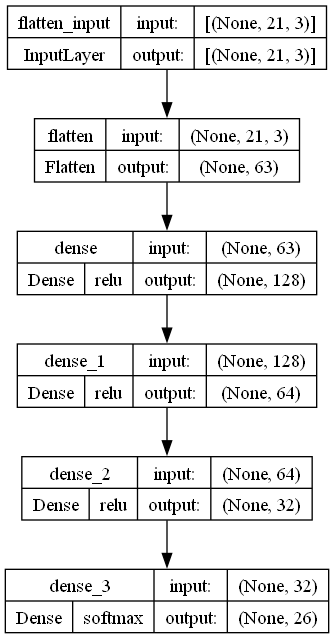 flatten_input input: [(None, 21, 3)]
InputLayer output: [(None, 21, 3)]
flatten input: (None, 21, 3)
Flatten output: (None, 63)
dense input: (None, 63)
Dense relu output: (None, 128)
dense_1 input: (None, 128)
Dense relu output: (None, 64)
dense_2 input: (None, 64)
Dense relu output: (None, 32)
dense_3 input: (None, 32)
Dense softmax output: (None, 26)